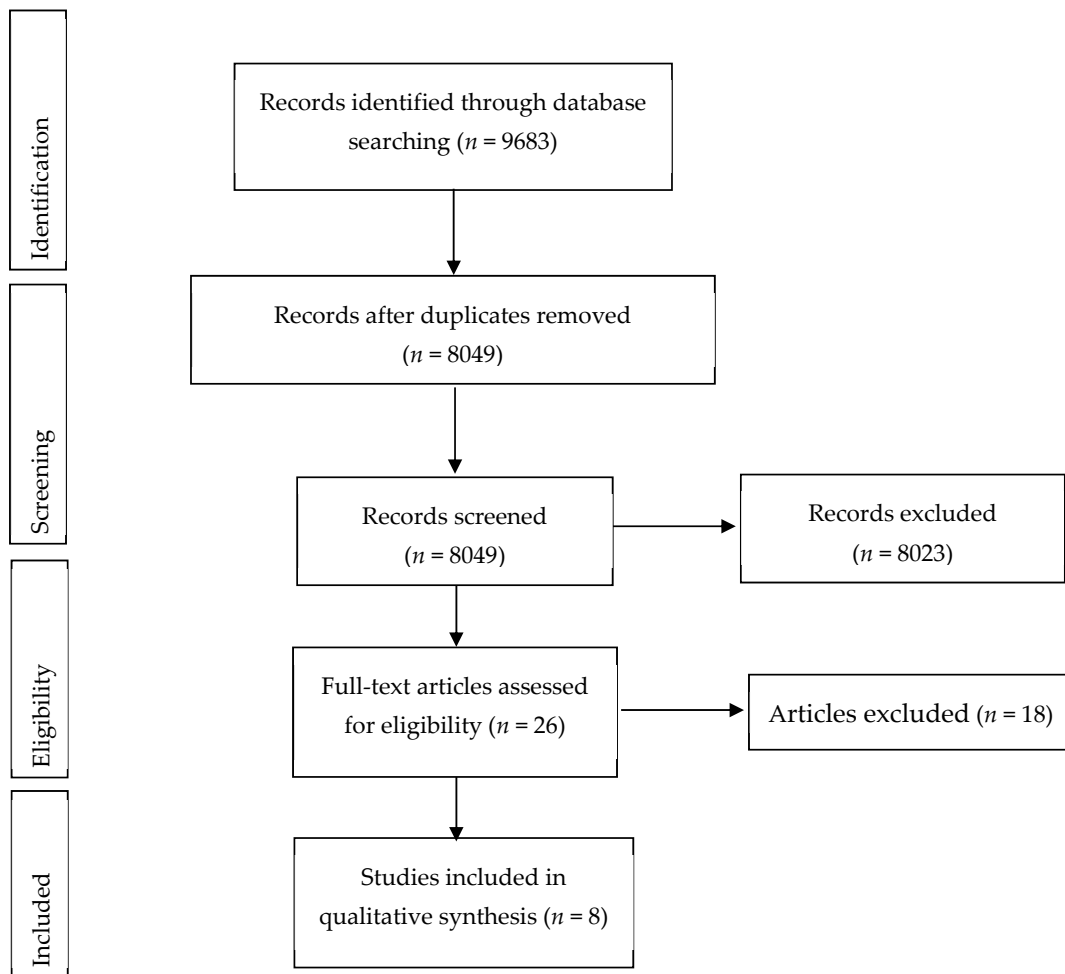 Identification
Records identified through database
searching (n = 9683)
Screening
Records after duplicates removed
(n = 8049)
Records screened
(n = 8049)
Records excluded
(n = 8023)
Eligibility
Full-text articles assessed
for eligibility (n = 26)
Articles excluded (n = 18)
Included
Studies included in
qualitative synthesis (n = 8)